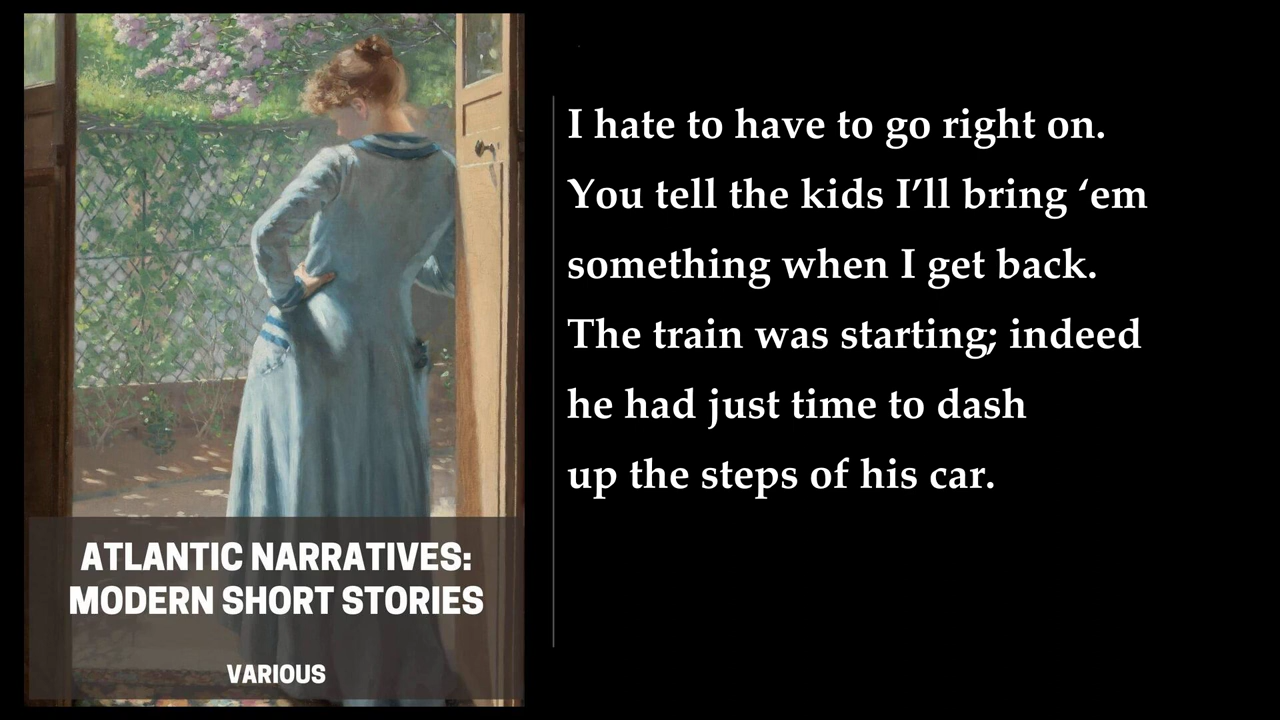 I hate to have to go right on.
You tell the kids I’ll bring ‘em
something when I get back.
The train was starting; indeed
he had just time to dash
up the steps of his car.
ATLANTIC NARRATIVES:
MODERN SHORT STORIES
VARIOUS